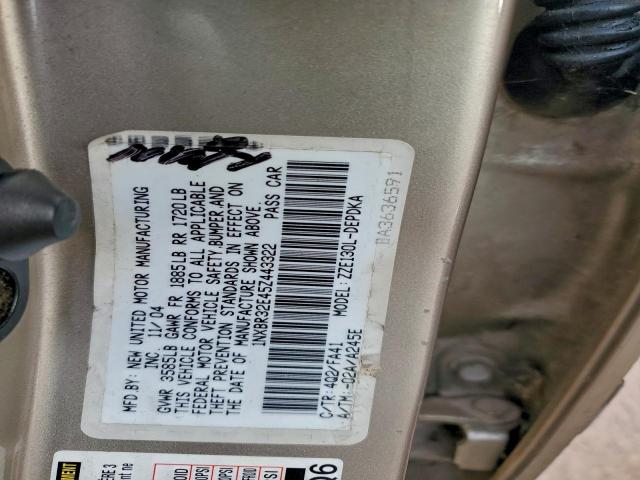 MFD BY: NEW UNITED MOTOR MANUFACTURING
INC 11/04
GVWR 3585LB GAWR FR 1885LB RR 1720LB
THIS VEHICLE CONFORMS TO ALL APPLICABLE
FEDERAL MOTOR VEHICLE SAFETY,BUMPER AND
THEFT PREVENTION STANDARDS IN EFFECT ON
THE DATE OF MANUFACTURE SHOWN ABOVE.
1NXBR32E45Z443322 PASS CAR
C/TR:4Q2/FA41 MODEL:ZZE130L-DEPDKA
A/TM:-02A/A245E
BA3636591
Q6